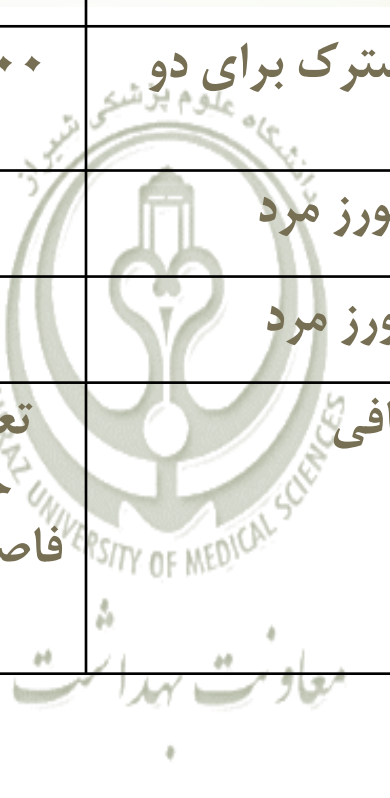 سترک برای دو
۰۰
ورز مرد
ورز مرد
افی
تع
فاص
دانشگاه علوم پزشکی شیراز
RAZ UNIVERSITY OF MEDICAL SCIENCES
معاونت بهداشت